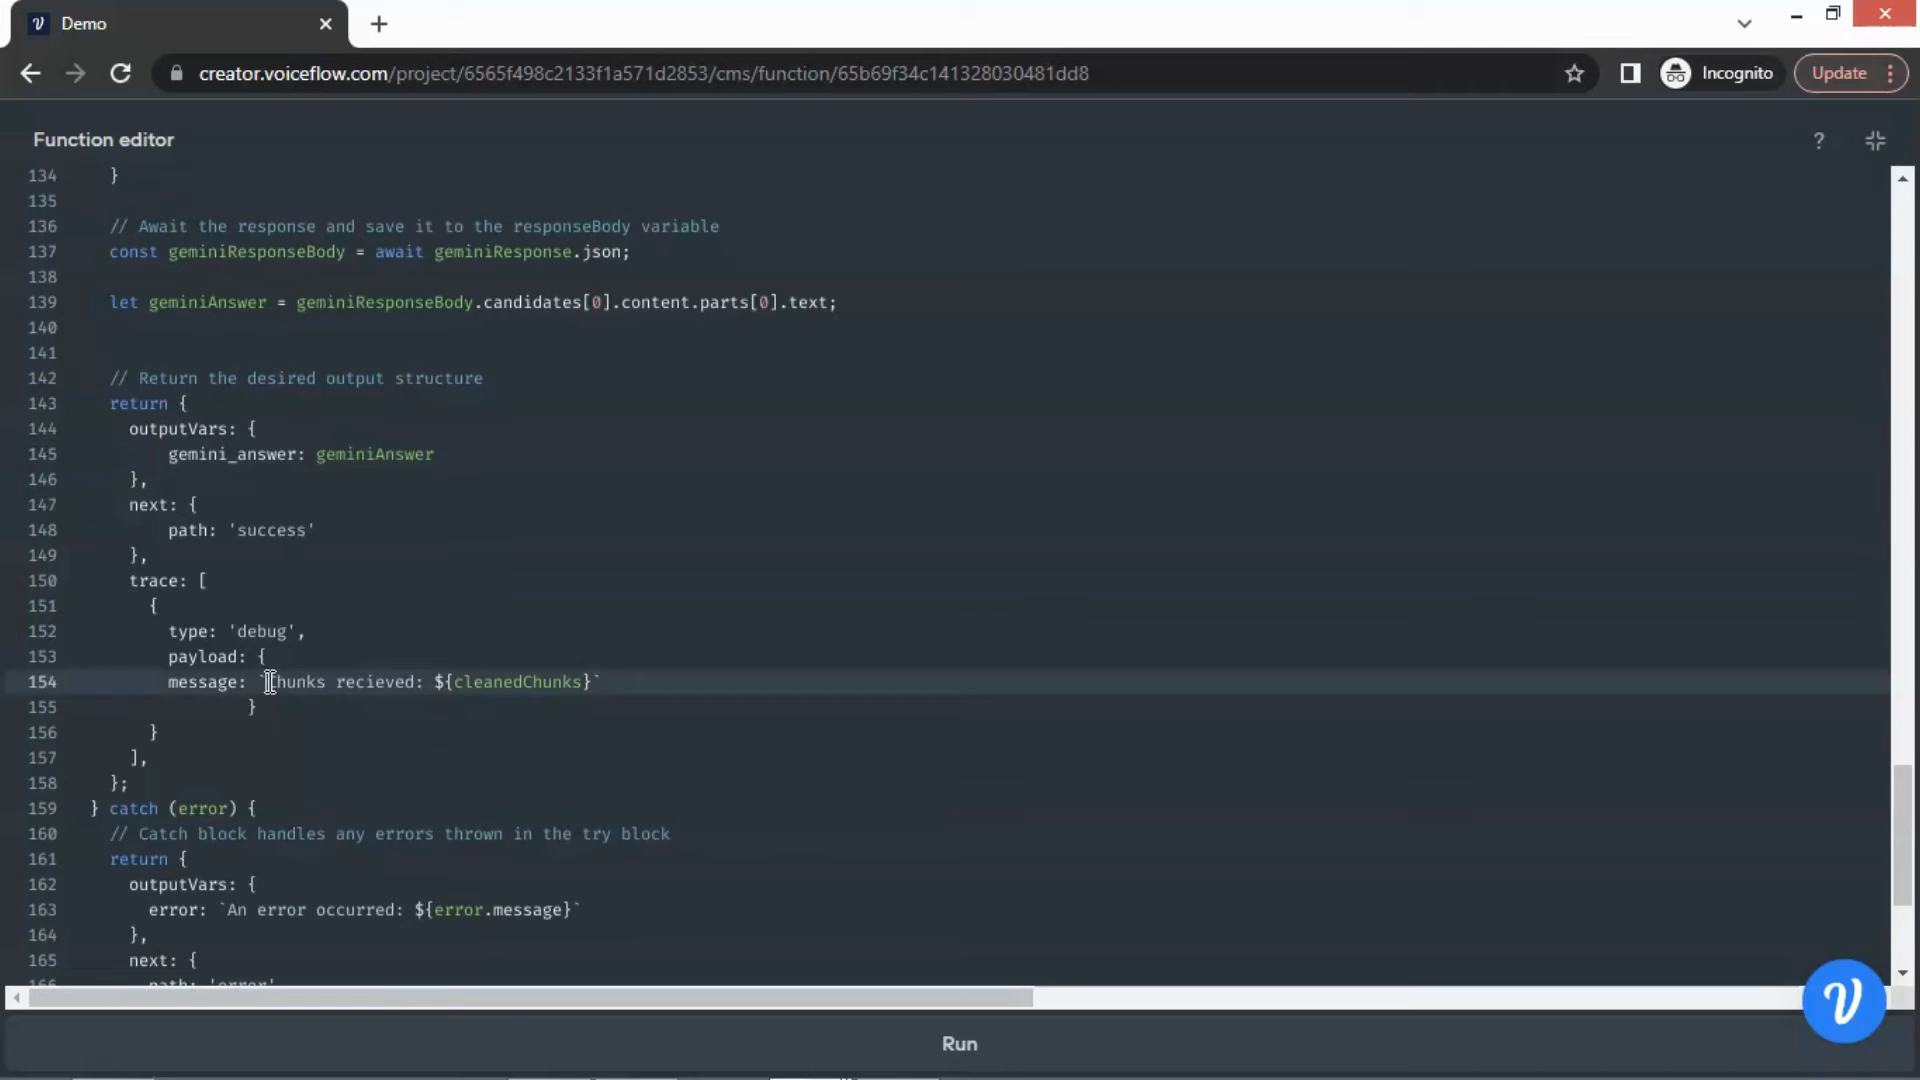 Demo
creator.voiceflow.com/project/6565f498c2133f1a571d2853/cms/function/65b69f34c141328030481dd8
Incognito
Update
Function editor
?
134 }
135
136 // Await the response and save it to the responseBody variable
137 const geminiResponseBody = await geminiResponse.json;
138
139 let geminiAnswer = geminiResponseBody.candidates[0].content.parts[0].text;
140
141
142 // Return the desired output structure
143 return {
144 outputVars: {
145 gemini_answer: geminiAnswer
146 },
147 next: {
148 path: 'success'
149 },
150 trace: [
151 {
152 type: 'debug',
153 payload: {
154 message: `Chunks recieved: ${cleanedChunks}`
155 }
156 }
157 ],
158 };
159 } catch (error) {
160 // Catch block handles any errors thrown in the try block
161 return {
162 outputVars: {
163 error: `An error occurred: ${error.message}`
164 },
165 next: {
166 path: 'error'
Run